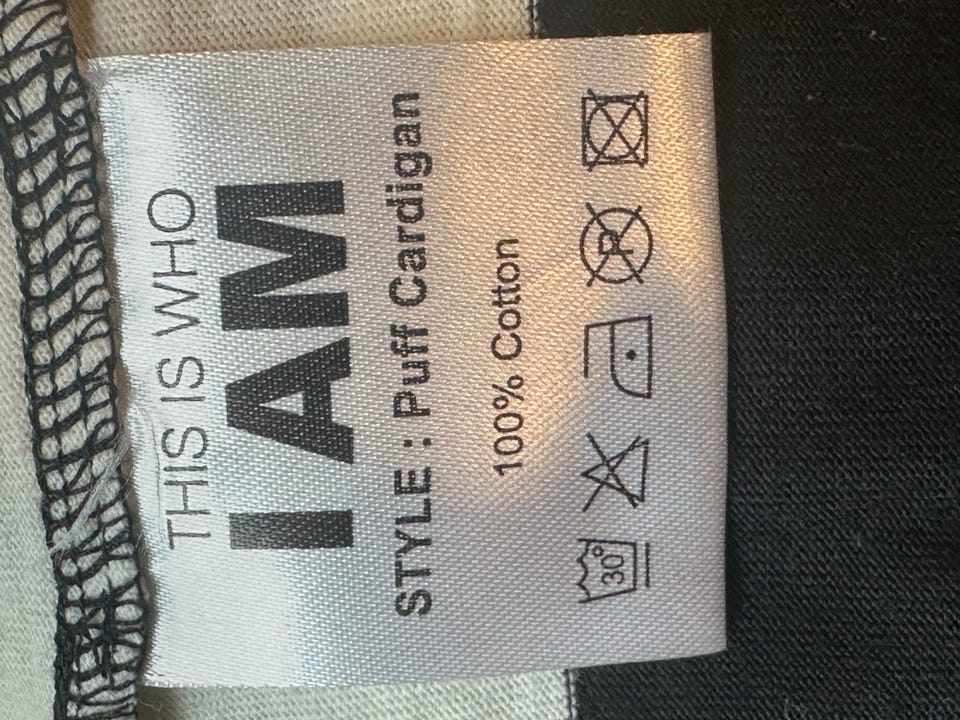 THIS IS WHO
I AM
STYLE : Puff Cardigan
100% Cotton
30° P